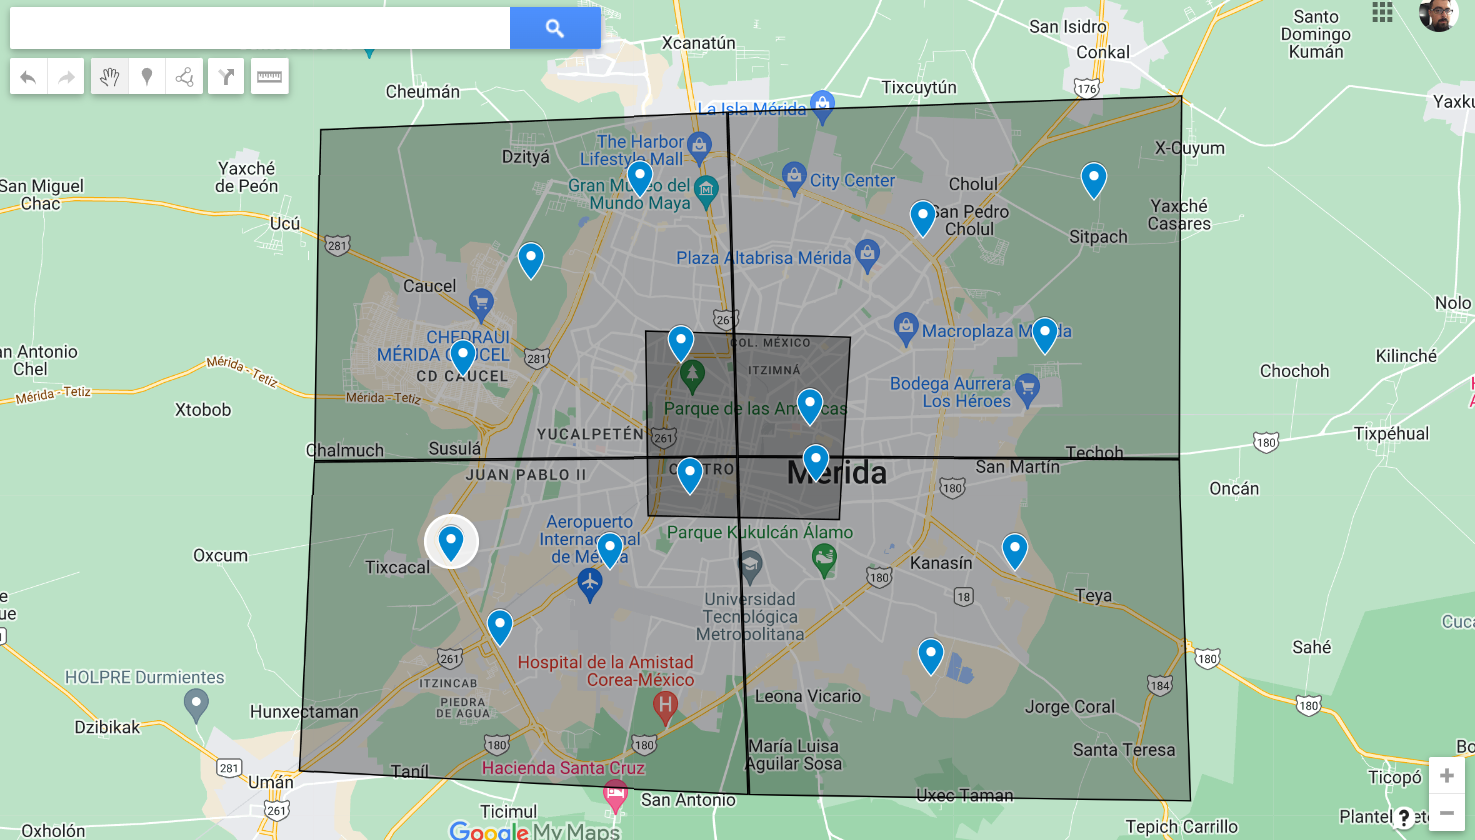 San Isidro
Conkal
Santo
Domingo
Kumán
Xcanatún
Cheumán
Tixcuytún
176
La Isla Mérida
The Harbor
Lifestyle Mall
Dzityá
X-Cuyum
Yaxché
de Peón
San Miguel
Chac
Gran Museo del
Mundo Maya
City Center
Cholul
San Pedro
Cholul
Yaxché
Casares
Ucú
281
Sitpach
Plaza Altabrisa Mérida
Caucel
Nolo
CHEDRAUI
MÉRIDA CAUCEL
CD CAUCEL
281
261
COL. MÉXICO
ITZIMNÁ
Macroplaza Mérida
Kilinché
Chochoh
San Antonio
Chel
Mérida - Tetiz
Mérida - Tetiz
Mérida - Tetiz
Xtobob
Bodega Aurrera
Los Héroes
Parque de las Américas
YUCALPETÉN
261
Chalmuch
Susulá
JUAN PABLO II
CENTRO
Mérida
San Martín
Techoh
180
180
Tixpéhual
Oncán
Aeropuerto
Internacional
de Mérida
Parque Kukulcán Álamo
Oxcum
Tixcacal
Kanasín
180
18
Teya
Universidad
Tecnológica
Metropolitana
261
ITZINCAB
PIEDRA
DE AGUA
Hospital de la Amistad
Corea-México
Leona Vicario
Jorge Coral
184
180
Sahé
180
HOLPRE Durmientes
Dzibikak
Hunxectaman
180
180
María Luisa
Aguilar Sosa
Santa Teresa
281
Umán
261
Taníl
Hacienda Santa Cruz
San Antonio
Ticimul
Uxec Taman
Ticopó
Tepich Carrillo
Oxholón
Google My Maps
?